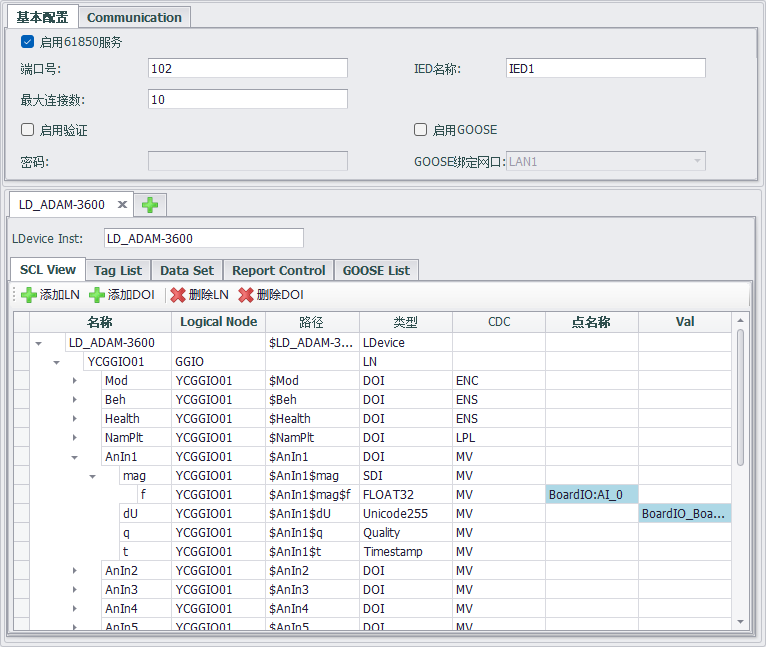 基本配置 Communication
启用61850服务
端口号: 102 IED名称: IED1
最大连接数: 10
启用验证 启用GOOSE
密码: GOOSE绑定网口: LAN1
LD_ADAM-3600
LDevice Inst: LD_ADAM-3600
SCL View Tag List Data Set Report Control GOOSE List
添加LN 添加DOI 删除LN 删除DOI
名称 Logical Node 路径 类型 CDC 点名称 Val
LD_ADAM-3600 $LD_ADAM-3... LDevice
YCGGIO01 GGIO LN
Mod YCGGIO01 $Mod DOI ENC
Beh YCGGIO01 $Beh DOI ENS
Health YCGGIO01 $Health DOI ENS
NamPlt YCGGIO01 $NamPlt DOI LPL
AnIn1 YCGGIO01 $AnIn1 DOI MV
mag YCGGIO01 $AnIn1$mag SDI MV
f YCGGIO01 $AnIn1$mag$f FLOAT32 MV BoardIO:AI_0
dU YCGGIO01 $AnIn1$dU Unicode255 MV BoardIO_Boa...
q YCGGIO01 $AnIn1$q Quality MV
t YCGGIO01 $AnIn1$t Timestamp MV
AnIn2 YCGGIO01 $AnIn2 DOI MV
AnIn3 YCGGIO01 $AnIn3 DOI MV
AnIn4 YCGGIO01 $AnIn4 DOI MV
AnIn5 YCGGIO01 $AnIn5 DOI MV